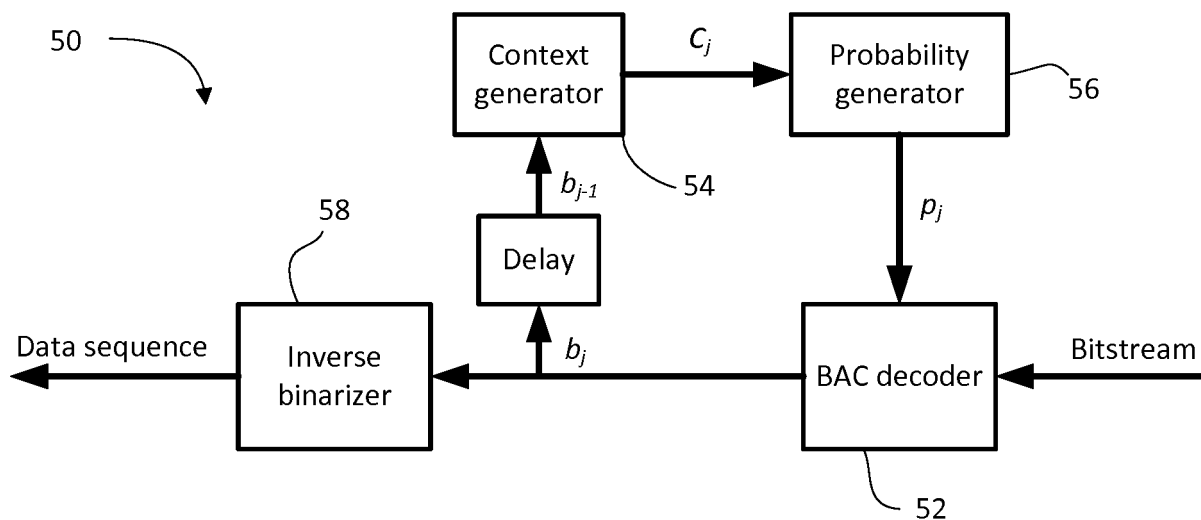 50
Context
generator
C_j
Probability
generator
56
54
b_{j-1}
p_j
58
Delay
Data sequence
Inverse
binarizer
b_j
BAC decoder
Bitstream
52